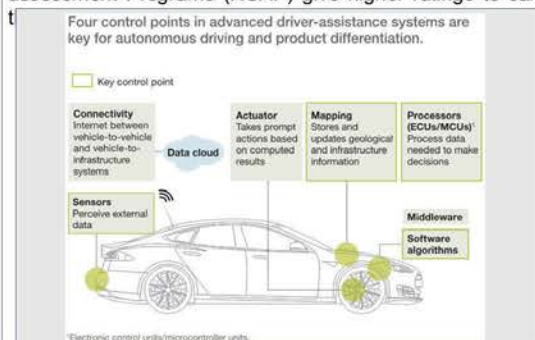 Four control points in advanced driver-assistance systems are
key for autonomous driving and product differentiation.
Key control point
Connectivity
Internet between
vehicle-to-vehicle
and vehicle-to-
infrastructure
systems
Data cloud
Actuator
Takes prompt
actions based
on computed
results
Mapping
Stores and
updates geological
and infrastructure
information
Processors
(ECUs/MCUs)¹
Process data
needed to make
decisions
Sensors
Perceive external
data
Middleware
Software
algorithms
¹Electronic control units/microcontroller units.